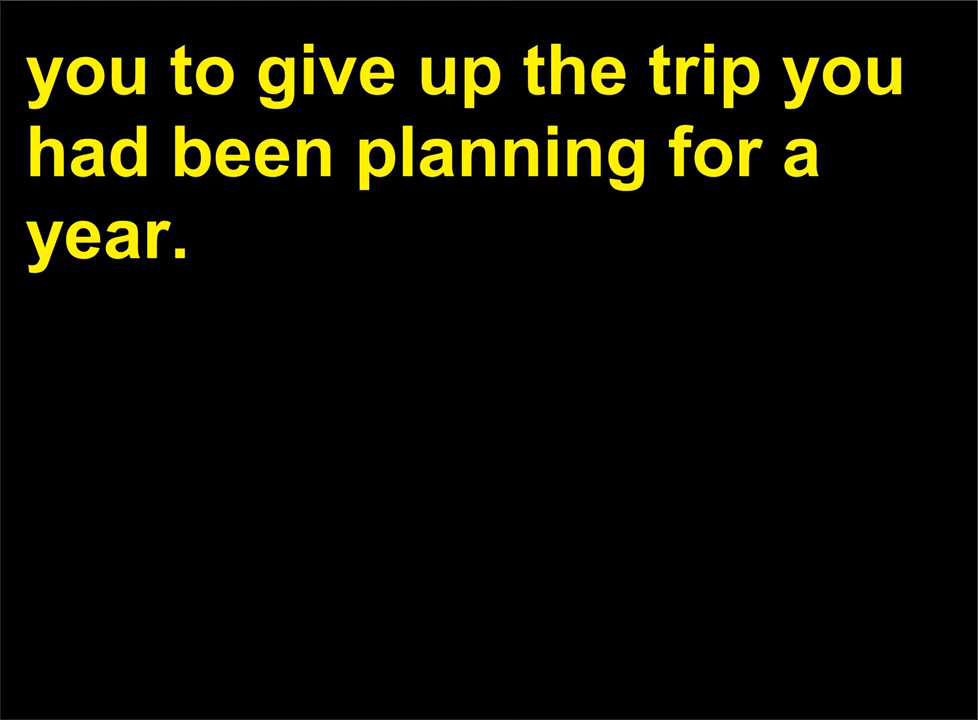 you to give up the trip you
had been planning for a
year.